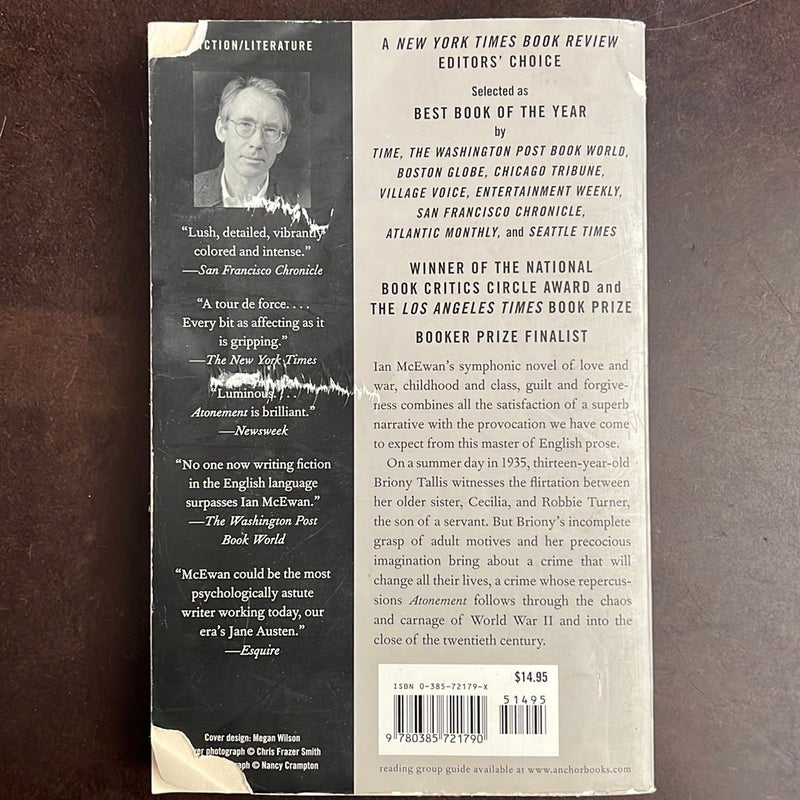 CTION/LITERATURE
"Lush, detailed, vibrantly
colored and intense."
—San Francisco Chronicle
"A tour de force. . . .
Every bit as affecting as it
is gripping."
—The New York Times
"Luminous. . . .
Atonement is brilliant."
—Newsweek
"No one now writing fiction
in the English language
surpasses Ian McEwan."
—The Washington Post
Book World
"McEwan could be the most
psychologically astute
writer working today, our
era's Jane Austen."
—Esquire
Cover design: Megan Wilson
er photograph © Chris Frazer Smith
graph © Nancy Crampton
A NEW YORK TIMES BOOK REVIEW
EDITORS' CHOICE
Selected as
BEST BOOK OF THE YEAR
by
TIME, THE WASHINGTON POST BOOK WORLD,
BOSTON GLOBE, CHICAGO TRIBUNE,
VILLAGE VOICE, ENTERTAINMENT WEEKLY,
SAN FRANCISCO CHRONICLE,
ATLANTIC MONTHLY, and SEATTLE TIMES
WINNER OF THE NATIONAL
BOOK CRITICS CIRCLE AWARD and
THE LOS ANGELES TIMES BOOK PRIZE
BOOKER PRIZE FINALIST
Ian McEwan's symphonic novel of love and
war, childhood and class, guilt and forgive-
ness combines all the satisfaction of a superb
narrative with the provocation we have come
to expect from this master of English prose.
On a summer day in 1935, thirteen-year-old
Briony Tallis witnesses the flirtation between
her older sister, Cecilia, and Robbie Turner,
the son of a servant. But Briony's incomplete
grasp of adult motives and her precocious
imagination bring about a crime that will
change all their lives, a crime whose repercus-
sions Atonement follows through the chaos
and carnage of World War II and into the
close of the twentieth century.
$14.95
ISBN 0-385-72179-X
51495
9 780385 721790
reading group guide available at www.anchorbooks.com